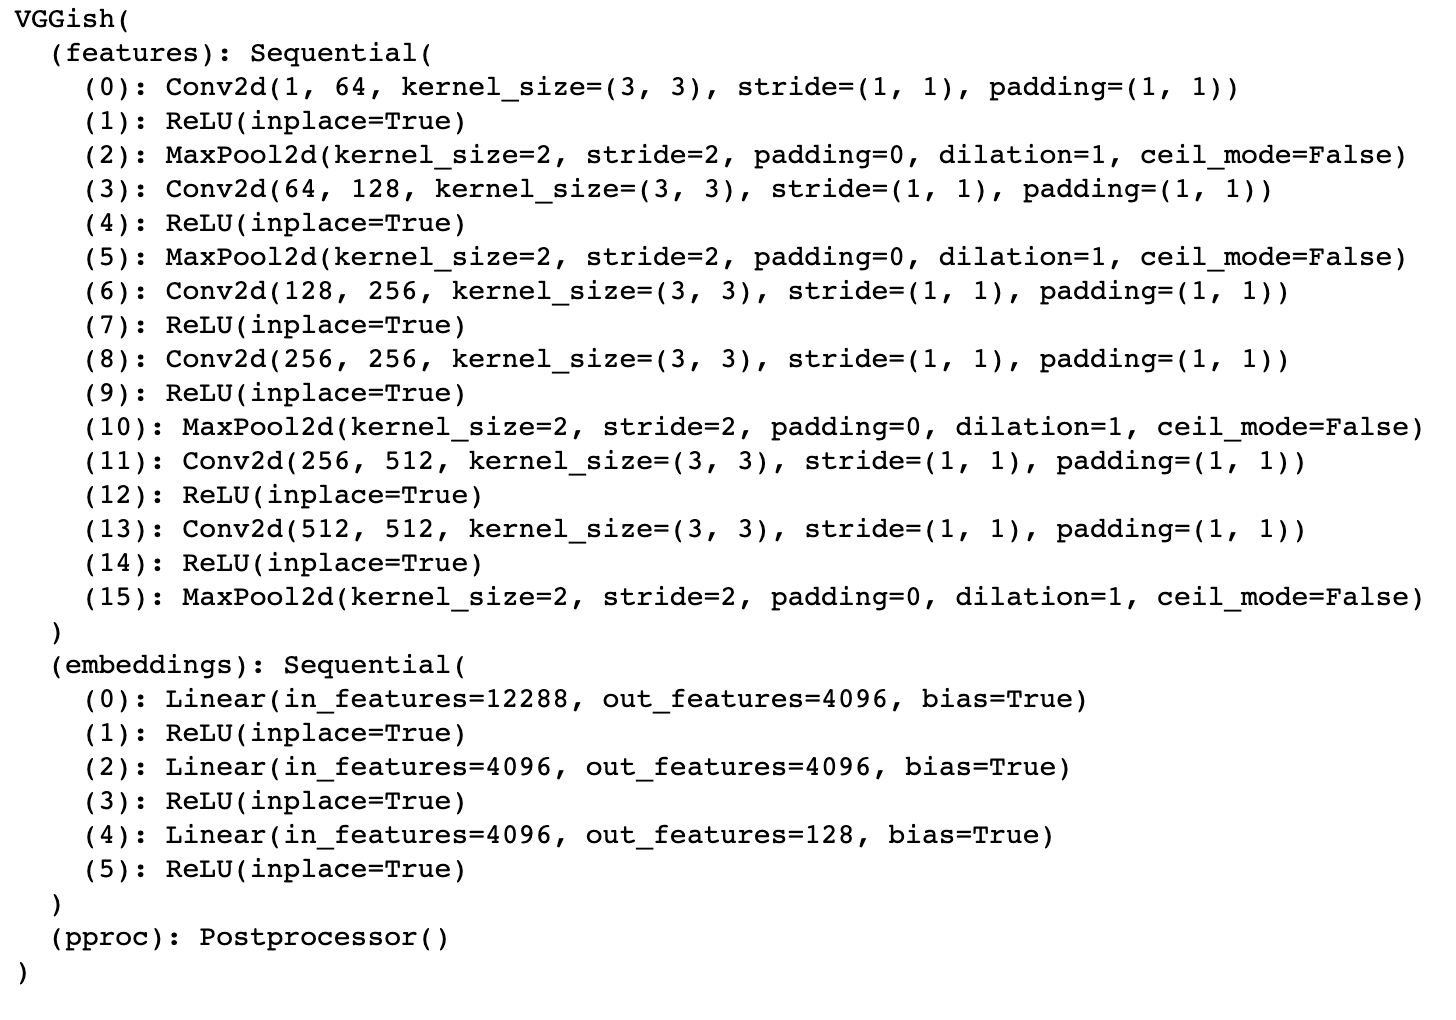 VGGish(
  (features): Sequential(
    (0): Conv2d(1, 64, kernel_size=(3, 3), stride=(1, 1), padding=(1, 1))
    (1): ReLU(inplace=True)
    (2): MaxPool2d(kernel_size=2, stride=2, padding=0, dilation=1, ceil_mode=False)
    (3): Conv2d(64, 128, kernel_size=(3, 3), stride=(1, 1), padding=(1, 1))
    (4): ReLU(inplace=True)
    (5): MaxPool2d(kernel_size=2, stride=2, padding=0, dilation=1, ceil_mode=False)
    (6): Conv2d(128, 256, kernel_size=(3, 3), stride=(1, 1), padding=(1, 1))
    (7): ReLU(inplace=True)
    (8): Conv2d(256, 256, kernel_size=(3, 3), stride=(1, 1), padding=(1, 1))
    (9): ReLU(inplace=True)
    (10): MaxPool2d(kernel_size=2, stride=2, padding=0, dilation=1, ceil_mode=False)
    (11): Conv2d(256, 512, kernel_size=(3, 3), stride=(1, 1), padding=(1, 1))
    (12): ReLU(inplace=True)
    (13): Conv2d(512, 512, kernel_size=(3, 3), stride=(1, 1), padding=(1, 1))
    (14): ReLU(inplace=True)
    (15): MaxPool2d(kernel_size=2, stride=2, padding=0, dilation=1, ceil_mode=False)
  )
  (embeddings): Sequential(
    (0): Linear(in_features=12288, out_features=4096, bias=True)
    (1): ReLU(inplace=True)
    (2): Linear(in_features=4096, out_features=4096, bias=True)
    (3): ReLU(inplace=True)
    (4): Linear(in_features=4096, out_features=128, bias=True)
    (5): ReLU(inplace=True)
  )
  (pproc): Postprocessor()
)